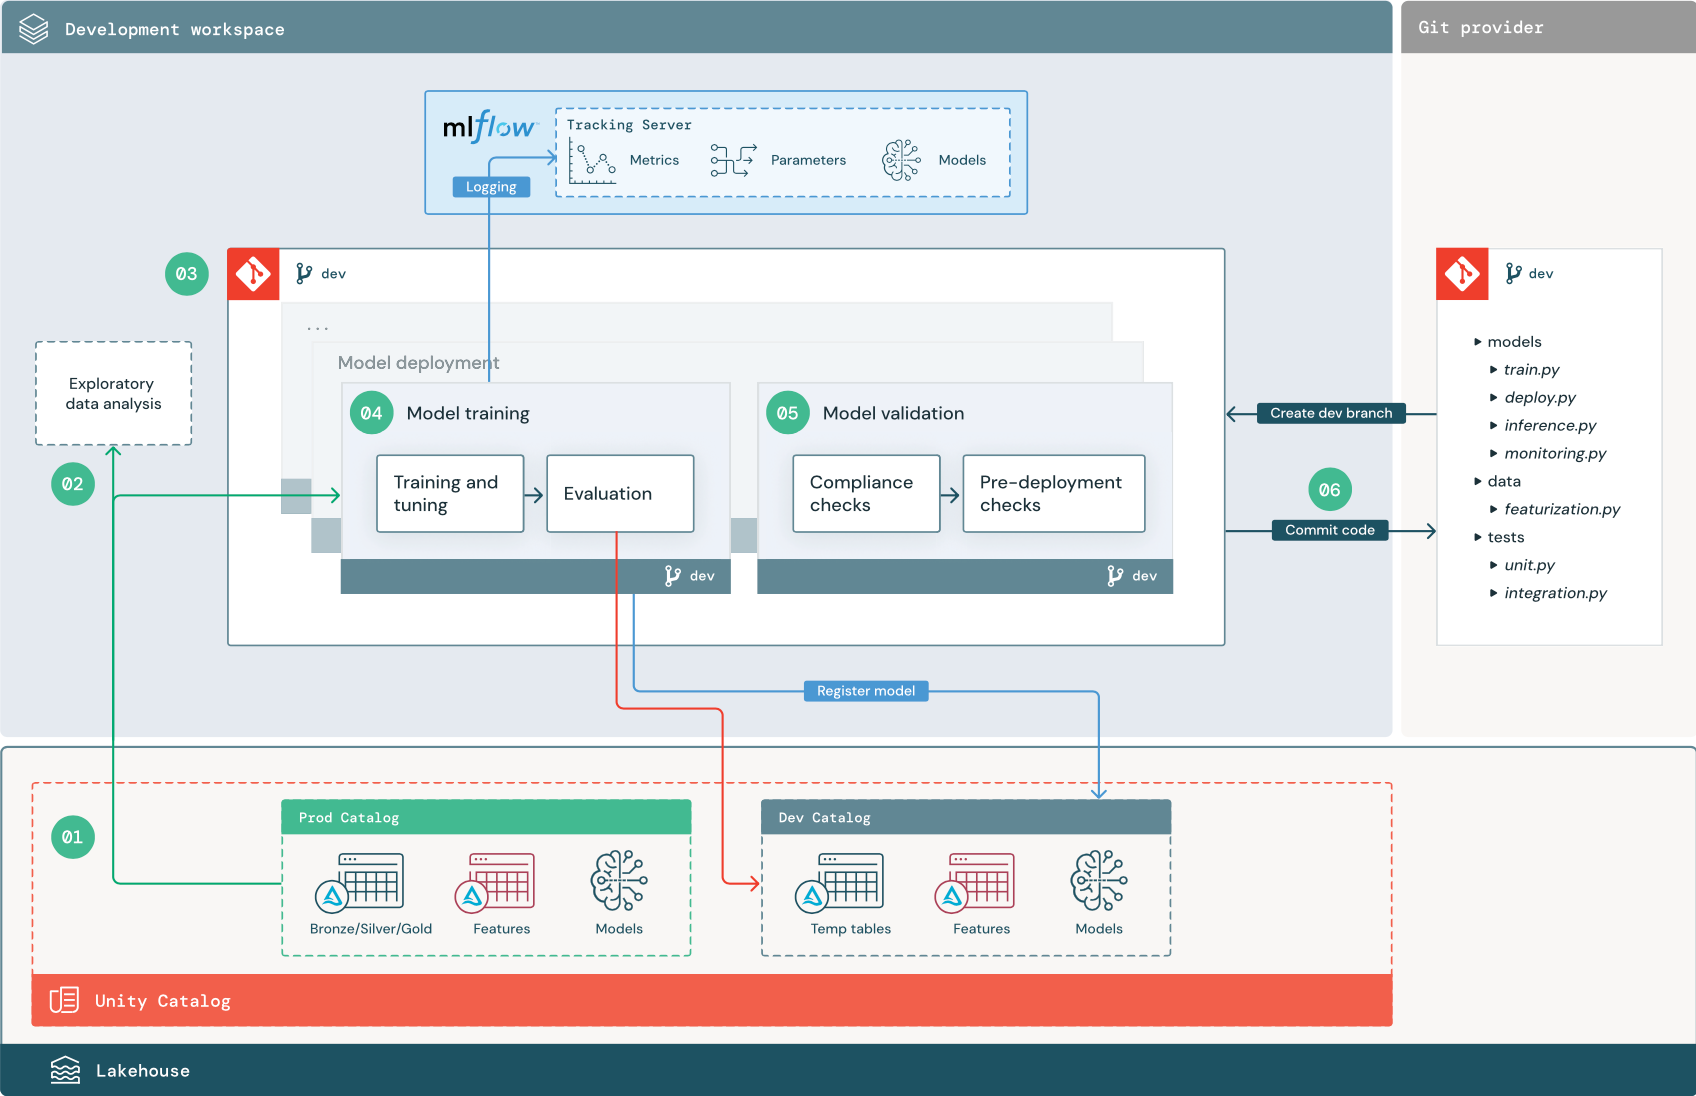 Development workspace
Git provider
mlflow
Tracking Server
Metrics
Parameters
Models
Logging
03
dev
...
Model deployment
04
Model training
Training and
tuning
Evaluation
dev
05
Model validation
Compliance
checks
Pre-deployment
checks
dev
Exploratory
data analysis
02
Create dev branch
06
Commit code
dev
models
train.py
deploy.py
inference.py
monitoring.py
data
featurization.py
tests
unit.py
integration.py
Register model
01
Prod Catalog
Bronze/Silver/Gold
Features
Models
Dev Catalog
Temp tables
Features
Models
Unity Catalog
Lakehouse